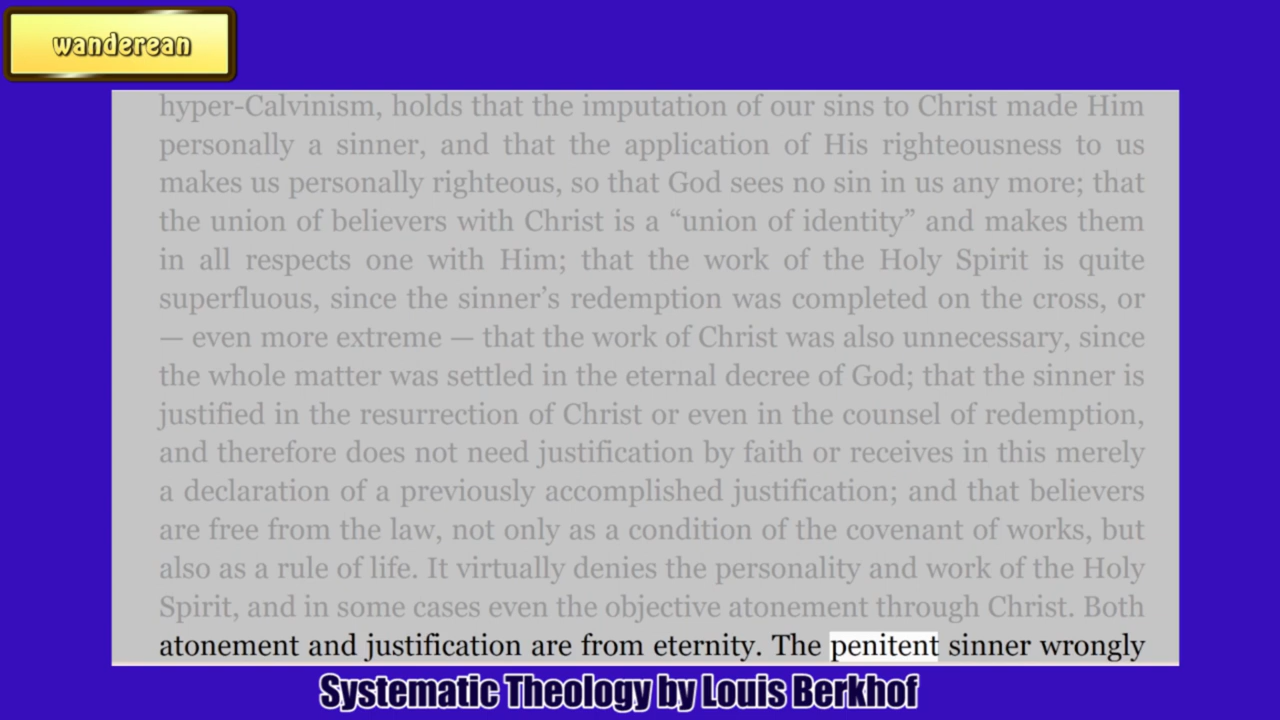 wanderean
hyper-Calvinism, holds that the imputation of our sins to Christ made Him
personally a sinner, and that the application of His righteousness to us
makes us personally righteous, so that God sees no sin in us any more; that
the union of believers with Christ is a “union of identity” and makes them
in all respects one with Him; that the work of the Holy Spirit is quite
superfluous, since the sinner’s redemption was completed on the cross, or
— even more extreme — that the work of Christ was also unnecessary, since
the whole matter was settled in the eternal decree of God; that the sinner is
justified in the resurrection of Christ or even in the counsel of redemption,
and therefore does not need justification by faith or receives in this merely
a declaration of a previously accomplished justification; and that believers
are free from the law, not only as a condition of the covenant of works, but
also as a rule of life. It virtually denies the personality and work of the Holy
Spirit, and in some cases even the objective atonement through Christ. Both
atonement and justification are from eternity. The penitent sinner wrongly
Systematic Theology by Louis Berkhof